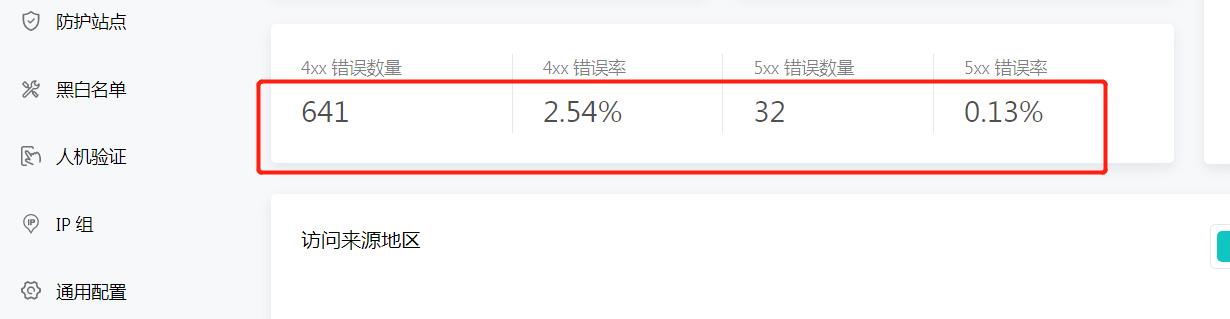 防护站点
黑白名单
人机验证
IP
IP 组
通用配置
4xx 错误数量
641
4xx 错误率
2.54%
5xx 错误数量
32
5xx 错误率
0.13%
访问来源地区